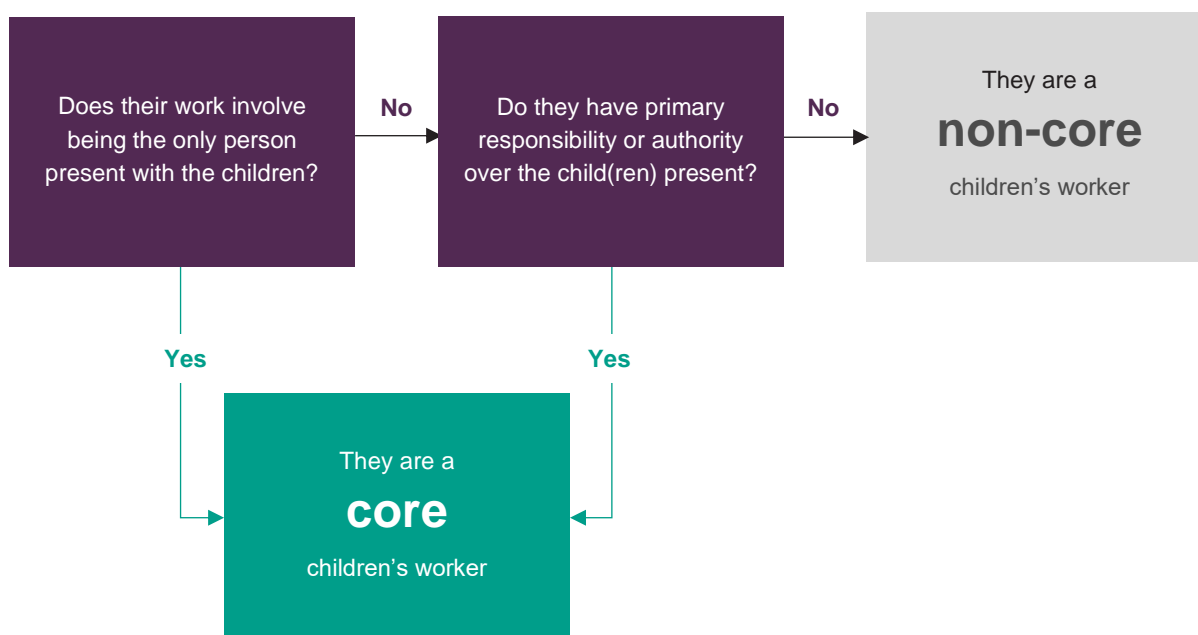 Does their work involve
being the only person
present with the children?
No
Do they have primary
responsibility or authority
over the child(ren) present?
No
They are a
non-core
children’s worker
Yes
Yes
They are a
core
children’s worker